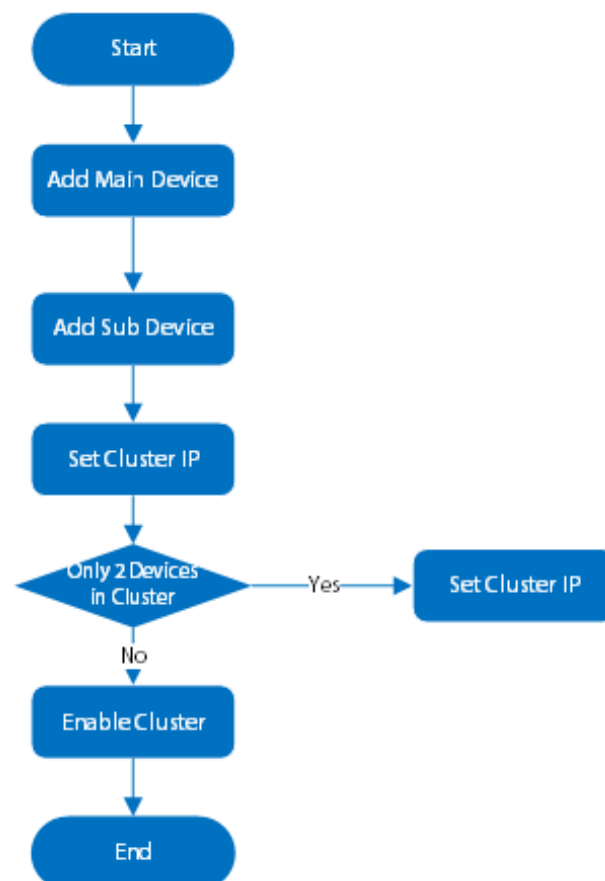 Start
Add Main Device
Add Sub Device
Set Cluster IP
Only 2 Devices
in Cluster
Yes
Set Cluster IP
No
Enable Cluster
End